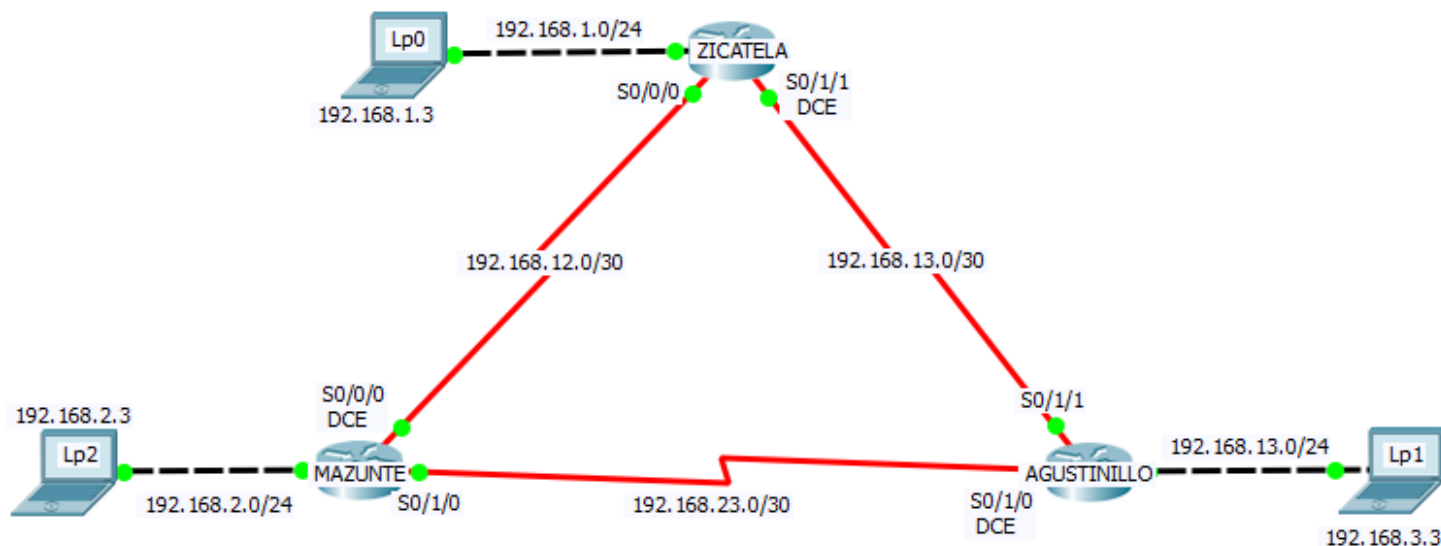 Lp0
192.168.1.0/24
ZICATELA
192.168.1.3
S0/0/0
S0/1/1
DCE
192.168.12.0/30
192.168.13.0/30
192.168.2.3
S0/0/0
DCE
S0/1/1
Lp2
MAZUNTE
AGUSTINILLO
192.168.13.0/24
Lp1
192.168.2.0/24
S0/1/0
192.168.23.0/30
S0/1/0
DCE
192.168.3.3